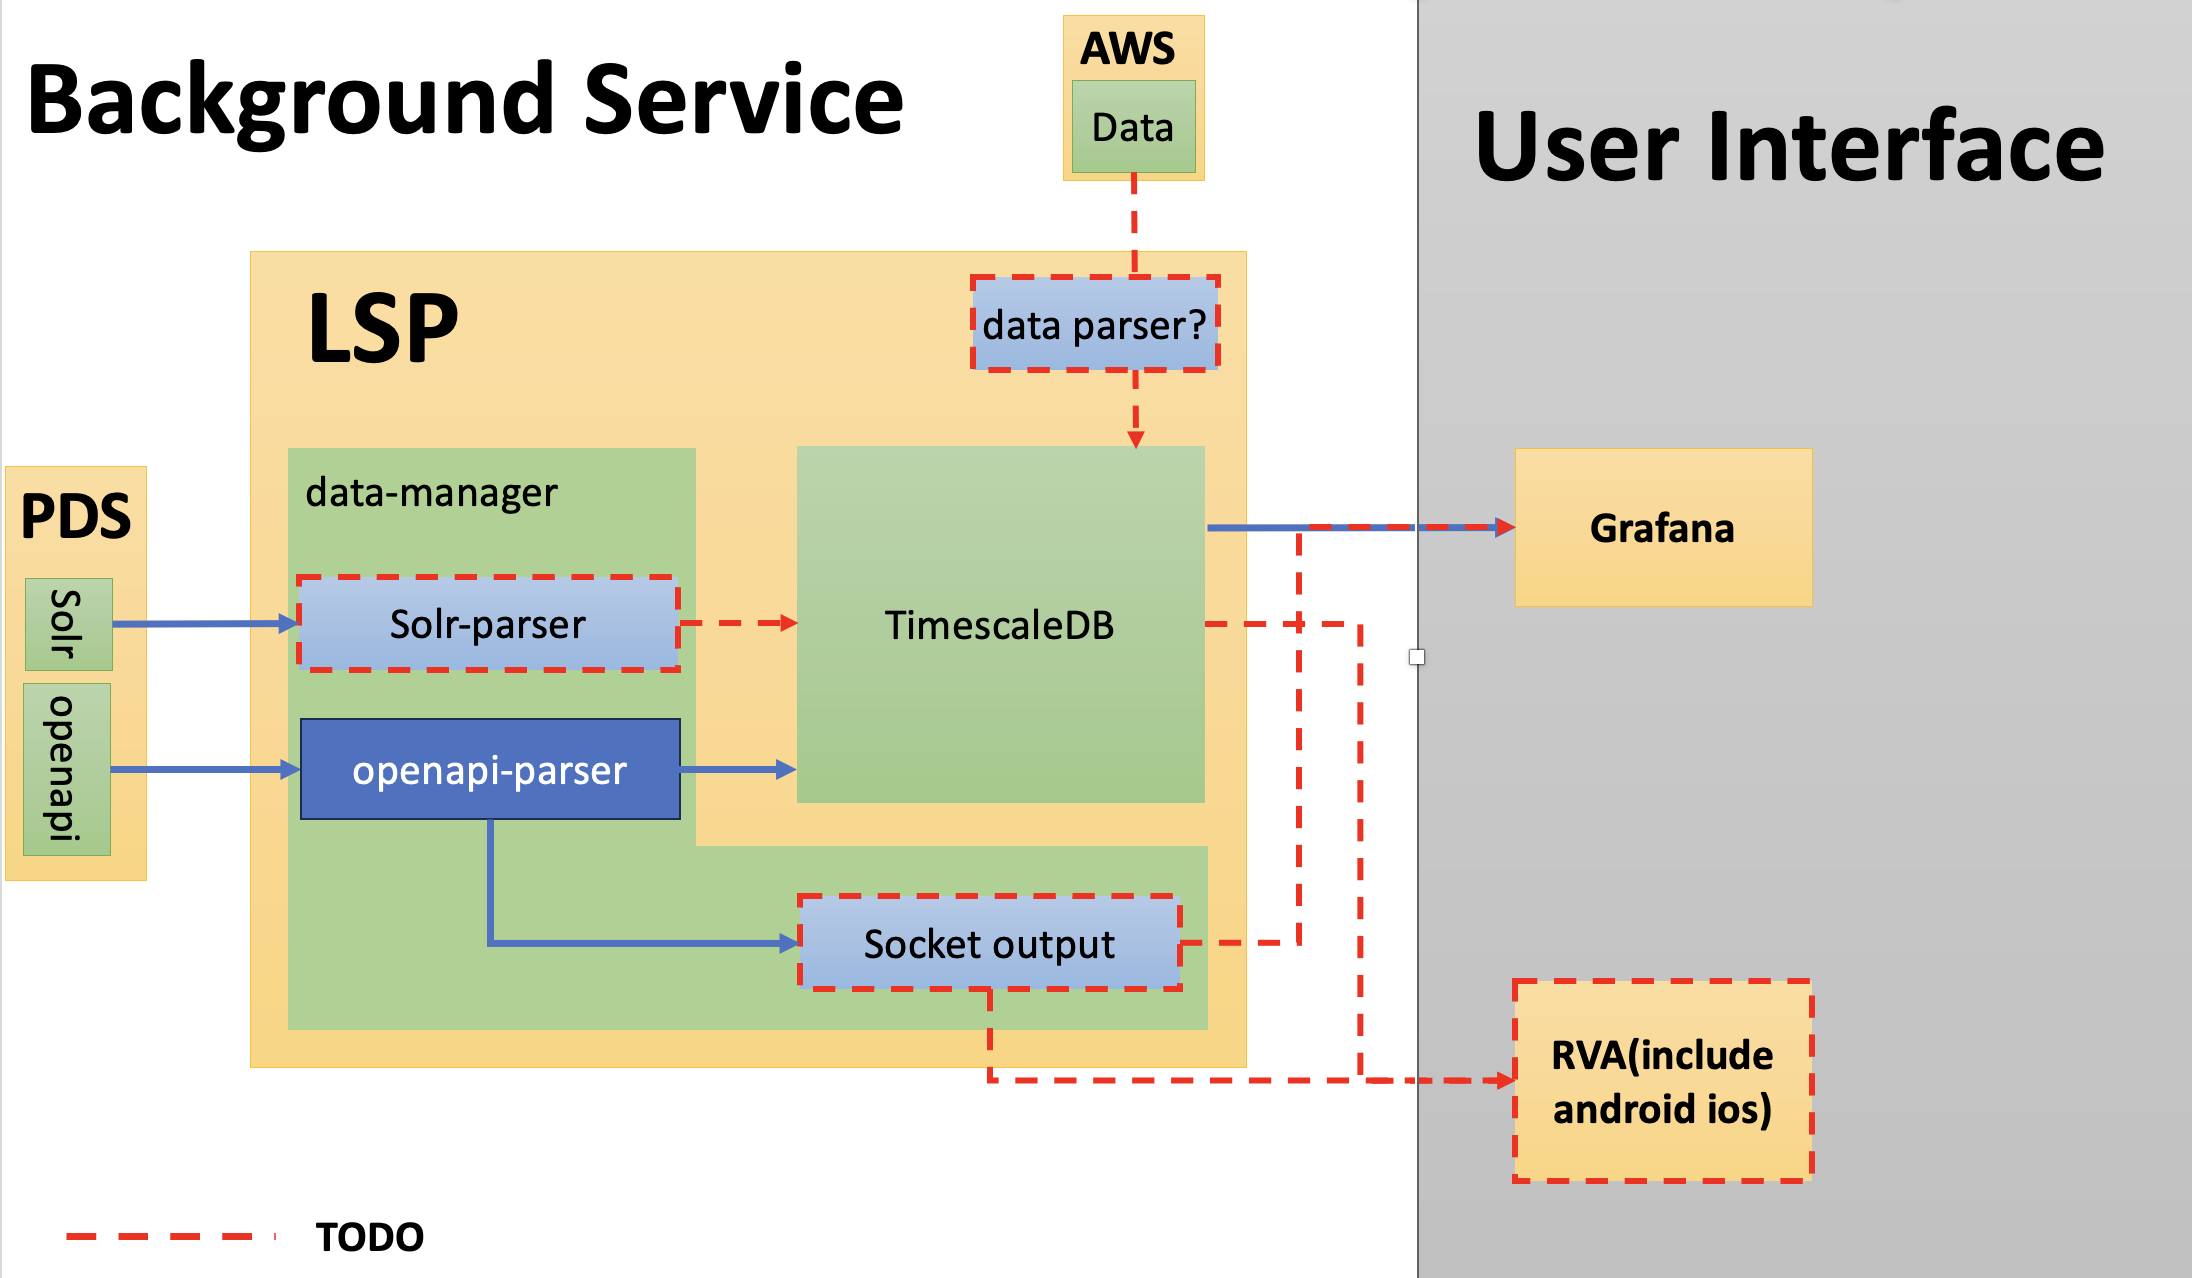 Background Service
AWS
Data
User Interface
LSP
data parser?
data-manager
PDS
Solr
openapi
Solr-parser
openapi-parser
TimescaleDB
Socket output
Grafana
RVA(include
android ios)
TODO